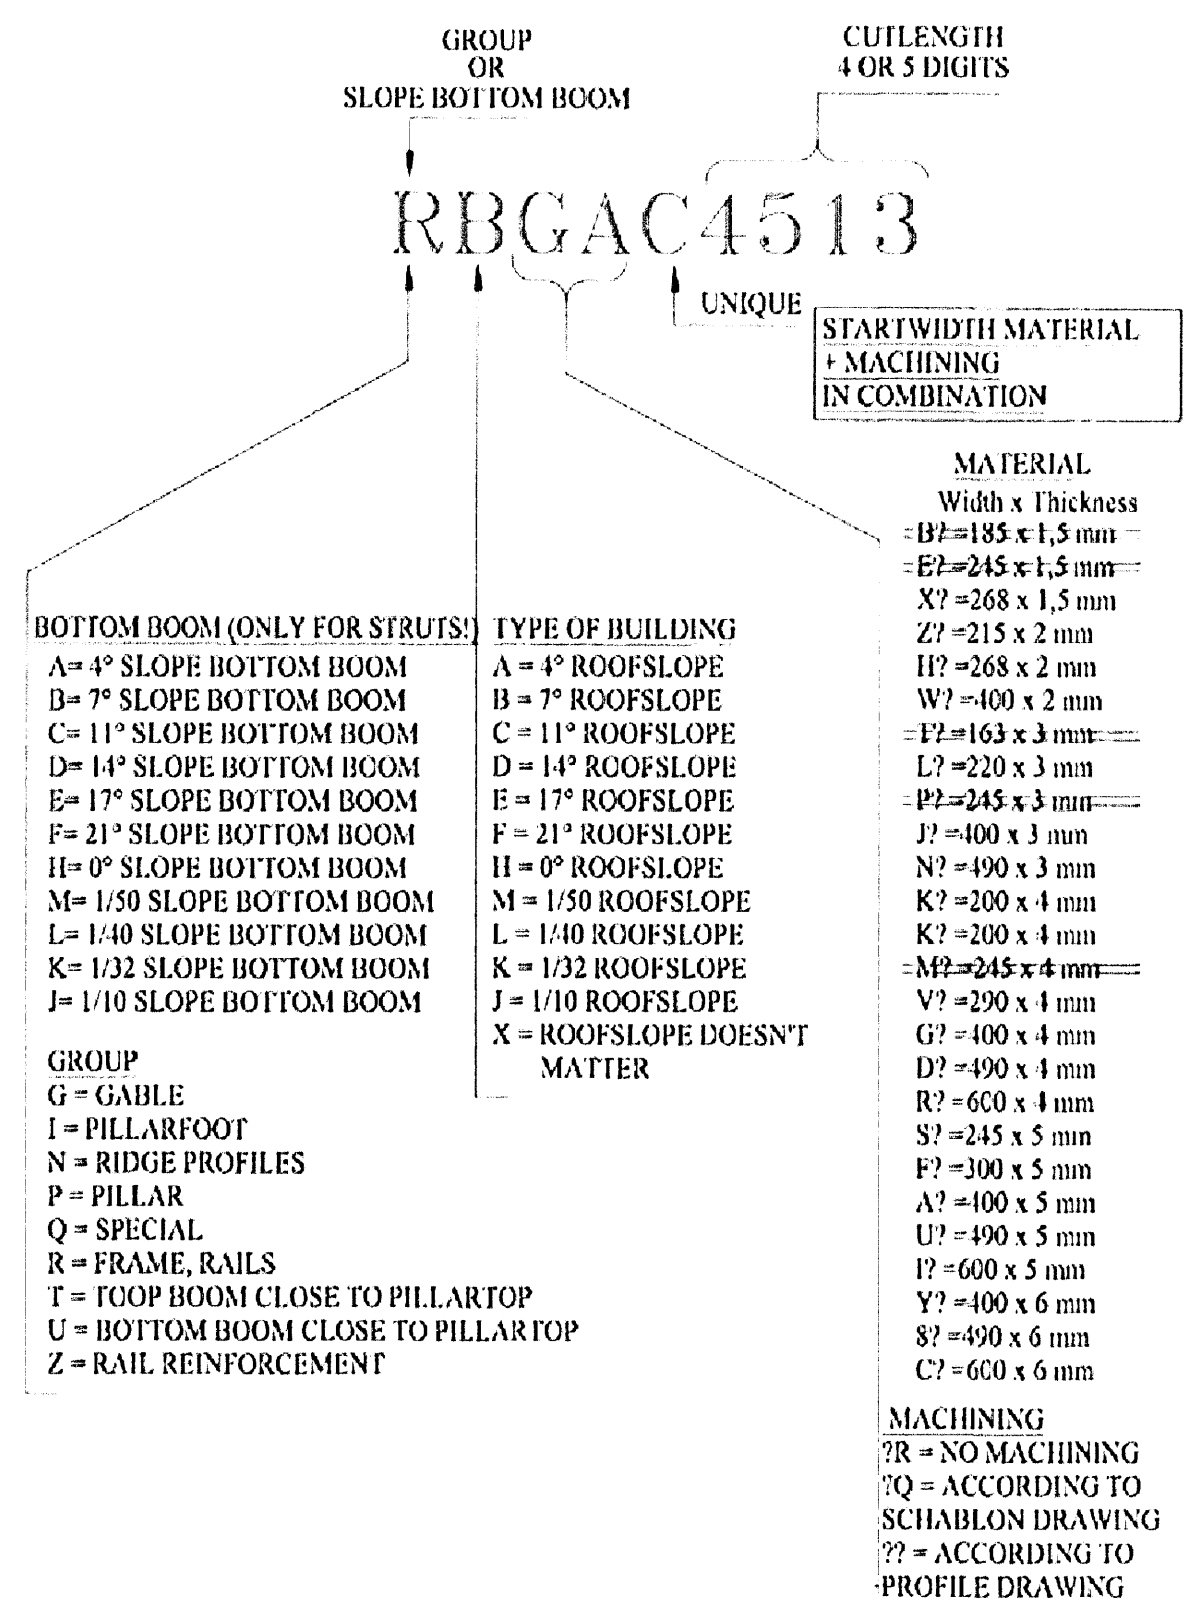 GROUP
OR
SLOPE BOTTOM BOOM
CUTLENGTH
4 OR 5 DIGITS
RBGAC4513
UNIQUE
STARTWIDTH MATERIAL
+ MACHINING
IN COMBINATION
BOTTOM BOOM (ONLY FOR STRUTS!)
A= 4° SLOPE BOTTOM BOOM
B= 7° SLOPE BOTTOM BOOM
C= 11° SLOPE BOTTOM BOOM
D= 14° SLOPE BOTTOM BOOM
E= 17° SLOPE BOTTOM BOOM
F= 21° SLOPE BOTTOM BOOM
H= 0° SLOPE BOTTOM BOOM
M= 1/50 SLOPE BOTTOM BOOM
L= 1/40 SLOPE BOTTOM BOOM
K= 1/32 SLOPE BOTTOM BOOM
J= 1/10 SLOPE BOTTOM BOOM
GROUP
G = GABLE
I = PILLARFOOT
N = RIDGE PROFILES
P = PILLAR
Q = SPECIAL
R = FRAME, RAILS
T = TOOP BOOM CLOSE TO PILLARTOP
U = BOTTOM BOOM CLOSE TO PILLARTOP
Z = RAIL REINFORCEMENT
TYPE OF BUILDING
A = 4° ROOFSLOPE
B = 7° ROOFSLOPE
C = 11° ROOFSLOPE
D = 14° ROOFSLOPE
E = 17° ROOFSLOPE
F = 21° ROOFSLOPE
H = 0° ROOFSLOPE
M = 1/50 ROOFSLOPE
L = 1/40 ROOFSLOPE
K = 1/32 ROOFSLOPE
J = 1/10 ROOFSLOPE
X = ROOFSLOPE DOESN'T
MATTER
MATERIAL
Width x Thickness
B? =185 x 1,5 mm
E? =245 x 1,5 mm
X? =268 x 1,5 mm
Z? =215 x 2 mm
H? =268 x 2 mm
W? =400 x 2 mm
T? =163 x 3 mm
L? =220 x 3 mm
P? =245 x 3 mm
J? =400 x 3 mm
N? =490 x 3 mm
K? =200 x 4 mm
K? =200 x 4 mm
M? =245 x 4 mm
V? =290 x 4 mm
G? =400 x 4 mm
D? =490 x 4 mm
R? =600 x 4 mm
S? =245 x 5 mm
F? =300 x 5 mm
A? =400 x 5 mm
U? =490 x 5 mm
I? =600 x 5 mm
Y? =400 x 6 mm
8? =490 x 6 mm
C? =600 x 6 mm
MACHINING
?R = NO MACHINING
?Q = ACCORDING TO
SCHABLON DRAWING
?? = ACCORDING TO
PROFILE DRAWING